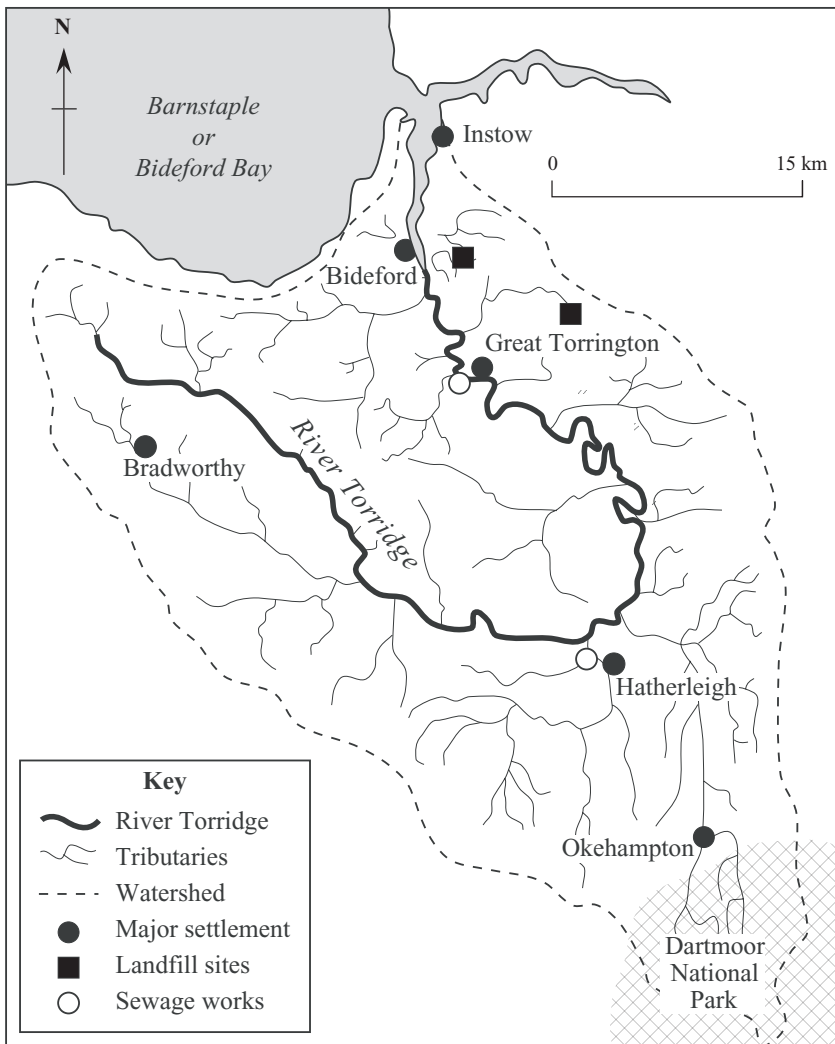 N
Barnstaple
or
Bideford Bay
Instow
0 15 km
Bideford
Great Torrington
Bradworthy
River Torridge
Hatherleigh
Okehampton
Dartmoor
National
Park
Key
River Torridge
Tributaries
Watershed
Major settlement
Landfill sites
Sewage works